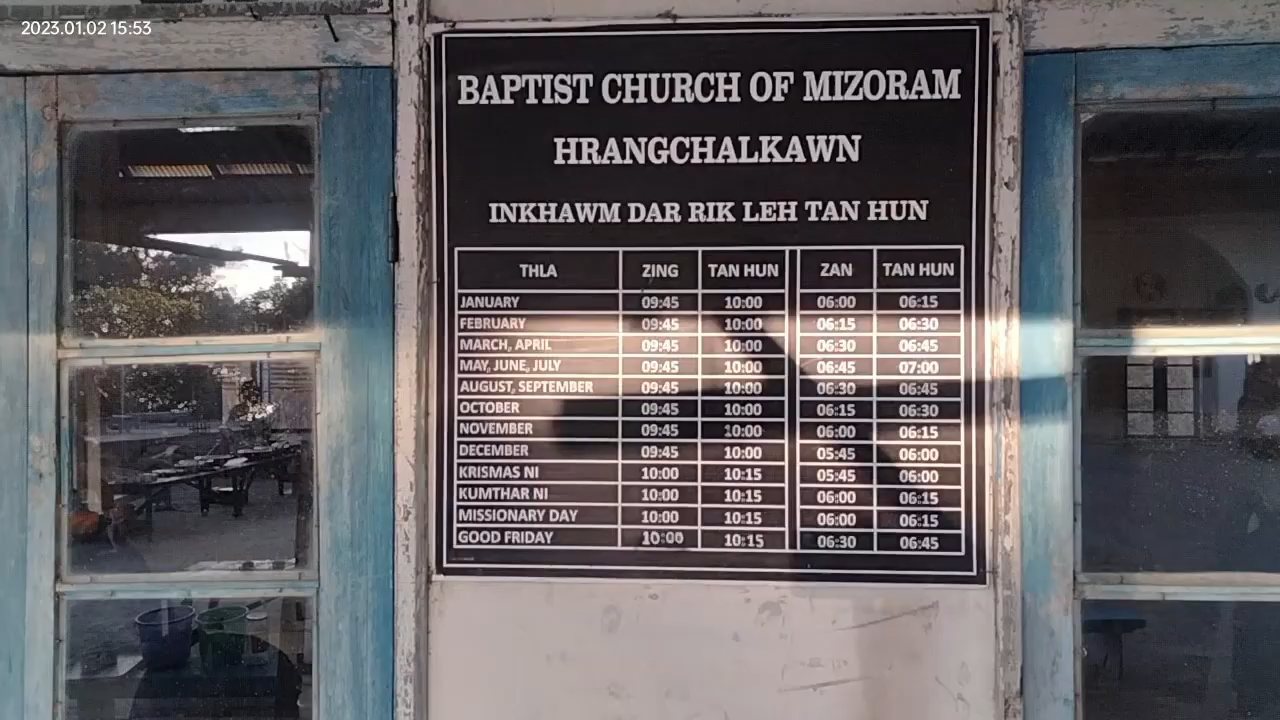 2023.01.02 15:53
BAPTIST CHURCH OF MIZORAM
HRANGCHALKAWN
INKHAWM DAR RIK LEH TAN HUN
THLA ZING TAN HUN ZAN TAN HUN
JANUARY 09:45 10:00 06:00 06:15
FEBRUARY 09:45 10:00 06:15 06:30
MARCH, APRIL 09:45 10:00 06:30 06:45
MAY, JUNE, JULY 09:45 10:00 06:45 07:00
AUGUST, SEPTEMBER 09:45 10:00 06:30 06:45
OCTOBER 09:45 10:00 06:15 06:30
NOVEMBER 09:45 10:00 06:00 06:15
DECEMBER 09:45 10:00 05:45 06:00
KRISMAS NI 10:00 10:15 05:45 06:00
KUMTHAR NI 10:00 10:15 06:00 06:15
MISSIONARY DAY 10:00 10:15 06:00 06:15
GOOD FRIDAY 10:00 10:15 06:30 06:45